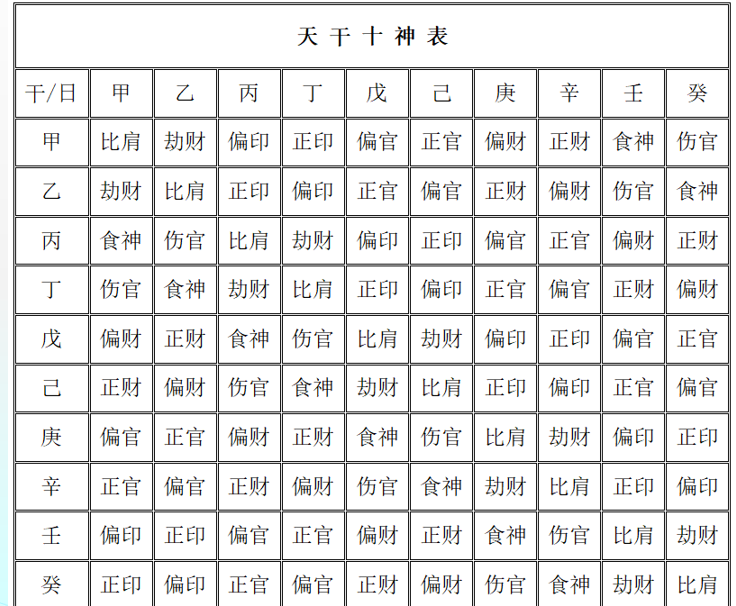 天干十神表
干/日 甲 乙 丙 丁 戊 己 庚 辛 壬 癸
甲 比肩 劫财 偏印 正印 偏官 正官 偏财 正财 食神 伤官
乙 劫财 比肩 正印 偏印 正官 偏官 正财 偏财 伤官 食神
丙 食神 伤官 比肩 劫财 偏印 正印 偏官 正官 偏财 正财
丁 伤官 食神 劫财 比肩 正印 偏印 正官 偏官 正财 偏财
戊 偏财 正财 食神 伤官 比肩 劫财 偏印 正印 偏官 正官
己 正财 偏财 伤官 食神 劫财 比肩 正印 偏印 正官 偏官
庚 偏官 正官 偏财 正财 食神 伤官 比肩 劫财 偏印 正印
辛 正官 偏官 正财 偏财 伤官 食神 劫财 比肩 正印 偏印
壬 偏印 正印 偏官 正官 偏财 正财 食神 伤官 比肩 劫财
癸 正印 偏印 正官 偏官 正财 偏财 伤官 食神 劫财 比肩